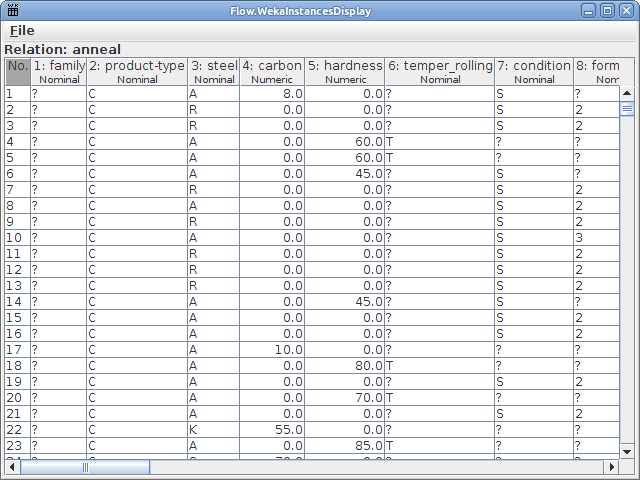 Flow.WekaInstancesDisplay
File
Relation: anneal
No. 1: family 2: product-type 3: steel 4: carbon 5: hardness 6: temper_rolling 7: condition 8: form
Nominal Nominal Nominal Numeric Numeric Nominal Nominal Nom
1 ? C A 8.0 0.0 ? S ?
2 ? C R 0.0 0.0 ? S 2
3 ? C R 0.0 0.0 ? S 2
4 ? C A 0.0 60.0 T ? ?
5 ? C A 0.0 60.0 T ? ?
6 ? C A 0.0 45.0 ? S ?
7 ? C R 0.0 0.0 ? S 2
8 ? C A 0.0 0.0 ? S 2
9 ? C R 0.0 0.0 ? S 2
10 ? C A 0.0 0.0 ? S 3
11 ? C R 0.0 0.0 ? S 2
12 ? C R 0.0 0.0 ? S 2
13 ? C R 0.0 0.0 ? S 2
14 ? C A 0.0 45.0 ? S ?
15 ? C A 0.0 0.0 ? S 2
16 ? C A 0.0 0.0 ? S 2
17 ? C A 10.0 0.0 ? ? ?
18 ? C A 0.0 80.0 T ? ?
19 ? C A 0.0 0.0 ? S 2
20 ? C A 0.0 70.0 T ? ?
21 ? C A 0.0 0.0 ? S 2
22 ? C K 55.0 0.0 ? ? ?
23 ? C A 0.0 85.0 T ? ?